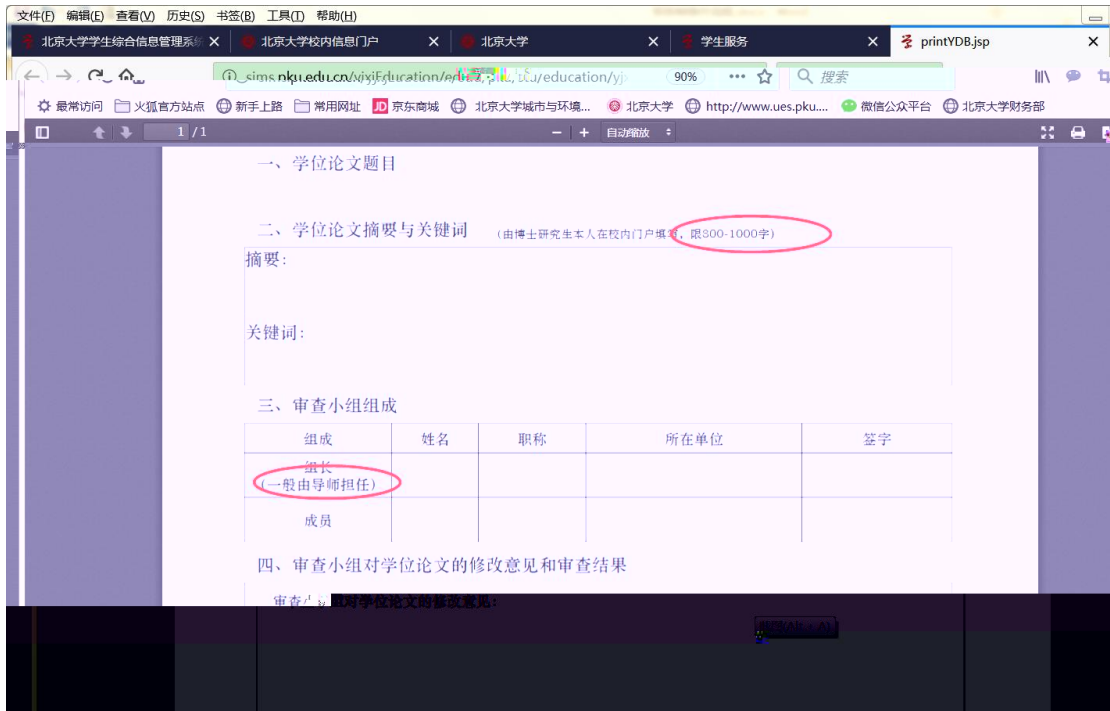 文件(F) 编辑(E) 查看(V) 历史(S) 书签(B) 工具(T) 帮助(H)
北京大学学生综合信息管理系统 北京大学校内信息门户 北京大学 学生服务 printYDB.jsp
90% 搜索
最常访问 火狐官方站点 新手上路 常用网址 JD 京东商城 北京大学城市与环境... 北京大学 http://www.ues.pku.... 微信公众平台 北京大学财务部
1 / 1 自动缩放
一、学位论文题目
二、学位论文摘要与关键词 (由博士研究生本人在校内门户填写, 限800-1000字)
摘要:
关键词:
三、审查小组组成
组成 姓名 职称 所在单位 签字
组长
(一般由导师担任)
成员
四、审查小组对学位论文的修改意见和审查结果
审查小组对学位论文的修改意见: